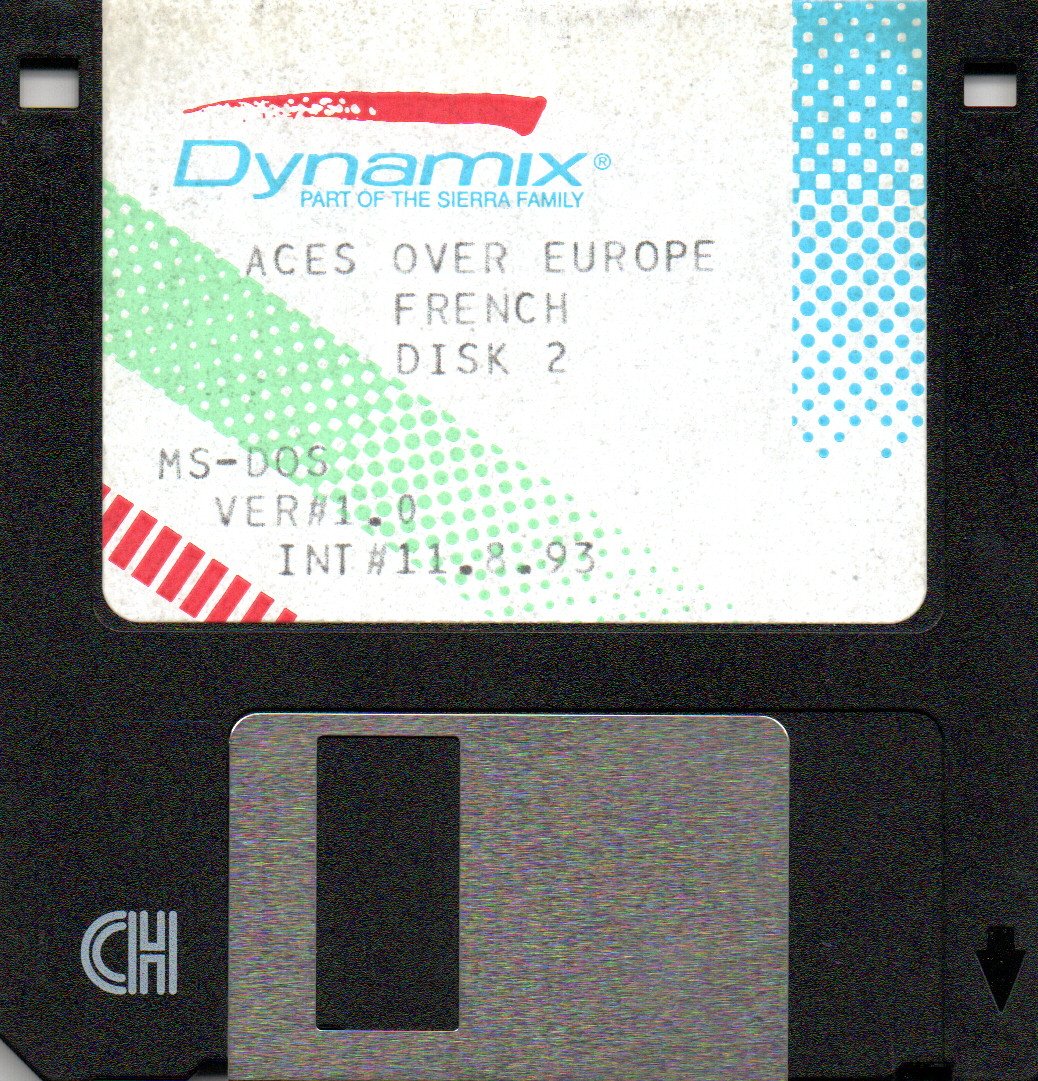 Dynamix®
PART OF THE SIERRA FAMILY
ACES OVER EUROPE
FRENCH
DISK 2
MS-DOS
VER#1.0
INT#11.8.93
CH